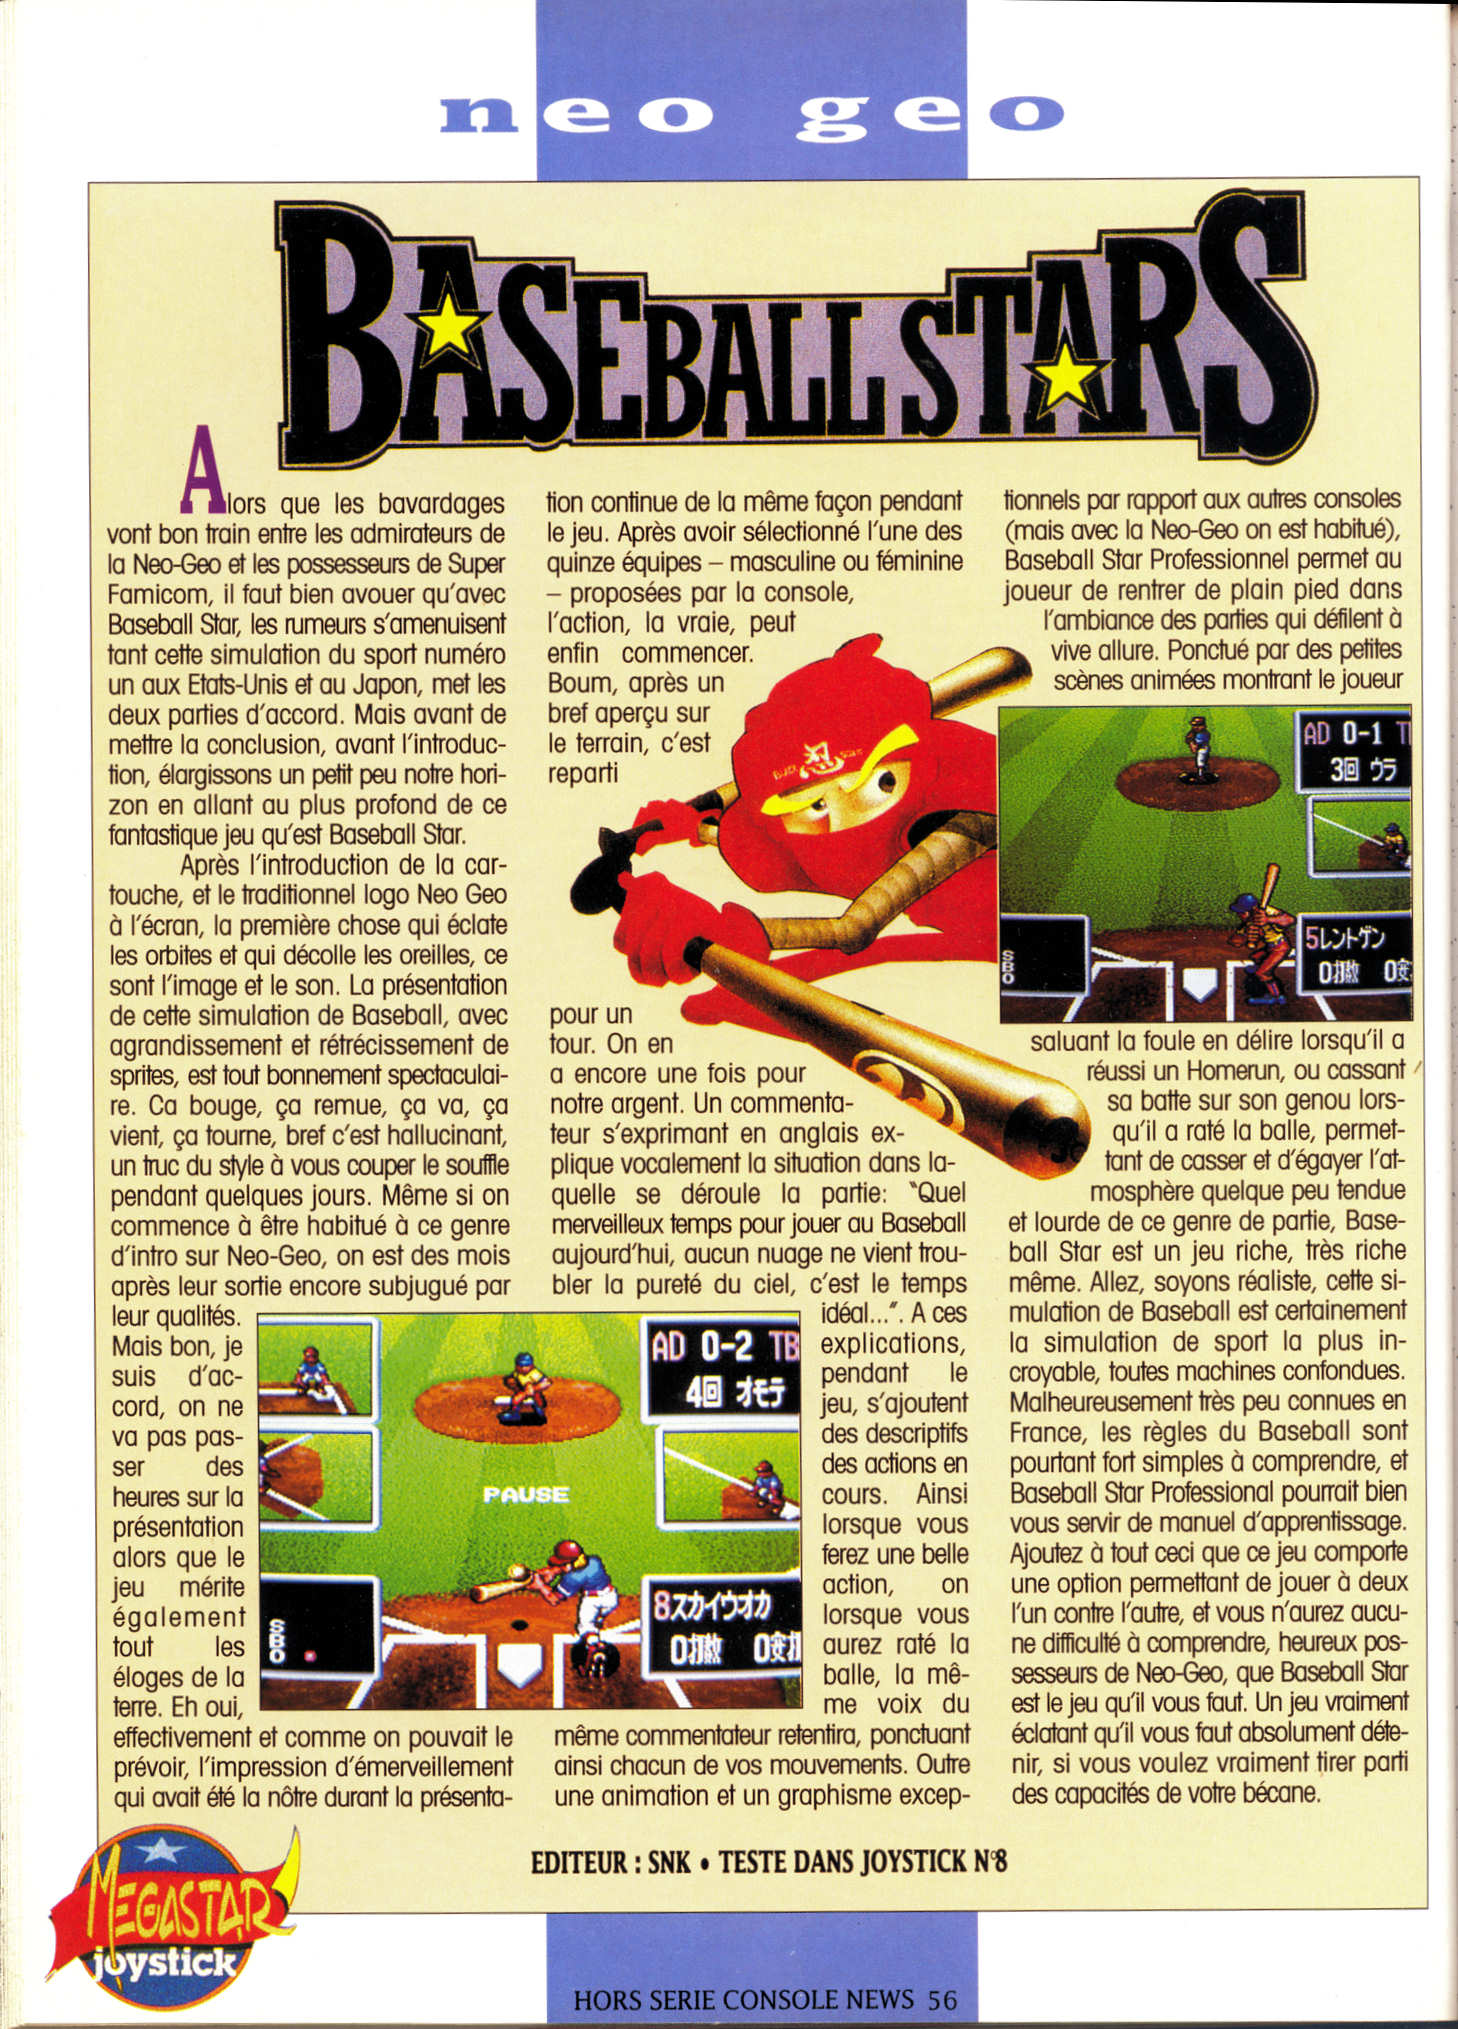 neo geo
BASEBALL STARS
Alors que les bavardages
vont bon train entre les admirateurs de
la Neo-Geo et les possesseurs de Super
Famicom, il faut bien avouer qu'avec
Baseball Star, les rumeurs s'amenuisent
tant cette simulation du sport numéro
un aux Etats-Unis et au Japon, met les
deux parties d'accord. Mais avant de
mettre la conclusion, avant l'introduc-
tion, élargissons un petit peu notre hori-
zon en allant au plus profond de ce
fantastique jeu qu'est Baseball Star.
Après l'introduction de la car-
touche, et le traditionnel logo Neo Geo
à l'écran, la première chose qui éclate
les orbites et qui décolle les oreilles, ce
sont l'image et le son. La présentation
de cette simulation de Baseball, avec
agrandissement et rétrécissement de
sprites, est tout bonnement spectaculai-
re. Ca bouge, ça remue, ça va, ça
vient, ça tourne, bref c'est hallucinant,
un truc du style à vous couper le souffle
pendant quelques jours. Même si on
commence à être habitué à ce genre
d'intro sur Neo-Geo, on est des mois
après leur sortie encore subjugué par
leur qualités.
Mais bon, je
suis d'ac-
cord, on ne
va pas pas-
ser des
heures sur la
présentation
alors que le
jeu mérite
également
tout les
éloges de la
terre. Eh oui,
effectivement et comme on pouvait le
prévoir, l'impression d'émerveillement
qui avait été la nôtre durant la présenta-
tion continue de la même façon pendant
le jeu. Après avoir sélectionné l'une des
quinze équipes – masculine ou féminine
– proposées par la console,
l'action, la vraie, peut
enfin commencer.
Boum, après un
bref aperçu sur
le terrain, c'est
reparti
pour un
tour. On en
a encore une fois pour
notre argent. Un commenta-
teur s'exprimant en anglais ex-
plique vocalement la situation dans la-
quelle se déroule la partie: "Quel
merveilleux temps pour jouer au Baseball
aujourd'hui, aucun nuage ne vient trou-
bler la pureté du ciel, c'est le temps
idéal...". A ces
explications,
pendant le
jeu, s'ajoutent
des descriptifs
des actions en
cours. Ainsi
lorsque vous
ferez une belle
action, on
lorsque vous
aurez raté la
balle, la mê-
me voix du
même commentateur retentira, ponctuant
ainsi chacun de vos mouvements. Outre
une animation et un graphisme excep-
tionnels par rapport aux autres consoles
(mais avec la Neo-Geo on est habitué),
Baseball Star Professionnel permet au
joueur de rentrer de plain pied dans
l'ambiance des parties qui défilent à
vive allure. Ponctué par des petites
scènes animées montrant le joueur
saluant la foule en délire lorsqu'il a
réussi un Homerun, ou cassant
sa batte sur son genou lors-
qu'il a raté la balle, permet-
tant de casser et d'égayer l'at-
mosphère quelque peu tendue
et lourde de ce genre de partie, Base-
ball Star est un jeu riche, très riche
même. Allez, soyons réaliste, cette si-
mulation de Baseball est certainement
la simulation de sport la plus in-
croyable, toutes machines confondues.
Malheureusement très peu connues en
France, les règles du Baseball sont
pourtant fort simples à comprendre, et
Baseball Star Professional pourrait bien
vous servir de manuel d'apprentissage.
Ajoutez à tout ceci que ce jeu comporte
une option permettant de jouer à deux
l'un contre l'autre, et vous n'aurez aucu-
ne difficulté à comprendre, heureux pos-
sesseurs de Neo-Geo, que Baseball Star
est le jeu qu'il vous faut. Un jeu vraiment
éclatant qu'il vous faut absolument déte-
nir, si vous voulez vraiment tirer parti
des capacités de votre bécane.
AD 0-1 T
3回 ウラ
S
B
O
5レントゲン
0打数 0安
AD 0-2 TB
4回 オモテ
PAUSE
S
B
O
8スカイウオカ
0打数 0安打
EDITEUR : SNK • TESTE DANS JOYSTICK N°8
MEGASTAR
joystick
HORS SERIE CONSOLE NEWS 56